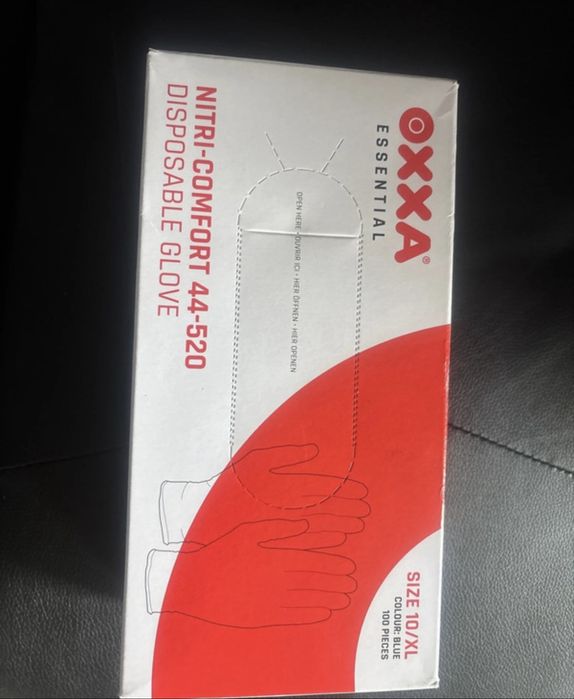 OXXA®
ESSENTIAL
OPEN HERE • OUVRIR ICI • HIER ÖFFNEN • HIER OPENEN
NITRI-COMFORT 44-520
DISPOSABLE GLOVE
SIZE 10/XL
COLOUR: BLUE
100 PIECES